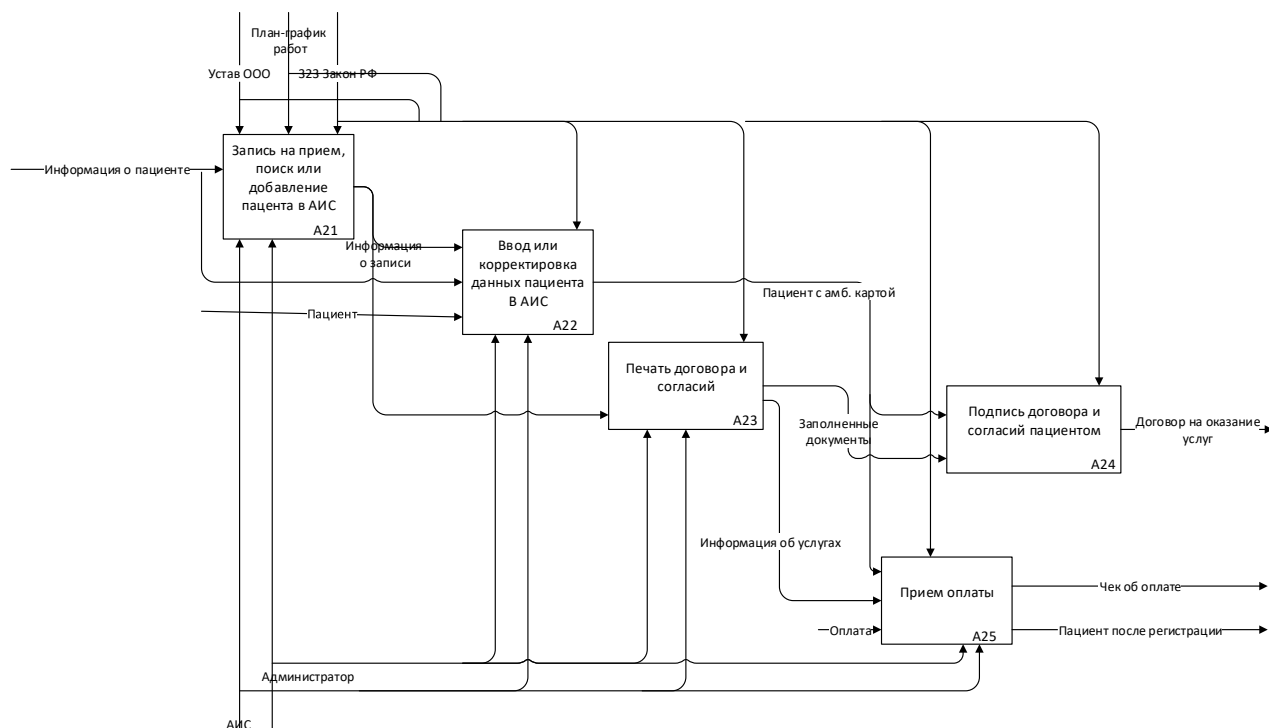 План-график
работ
Устав ООО
323 Закон РФ
Запись на прием,
поиск или
добавление
пацента в АИС
А21
Информация о пациенте
Информация
о записи
Ввод или
корректировка
данных пациента
В АИС
А22
Пациент
Пациент с амб. картой
Печать договора и
согласий
А23
Заполненные
документы
Подпись договора и
согласий пациентом
А24
Договор на оказание
услуг
Информация об услугах
Прием оплаты
А25
Оплата
Чек об оплате
Пациент после регистрации
Администратор
АИС